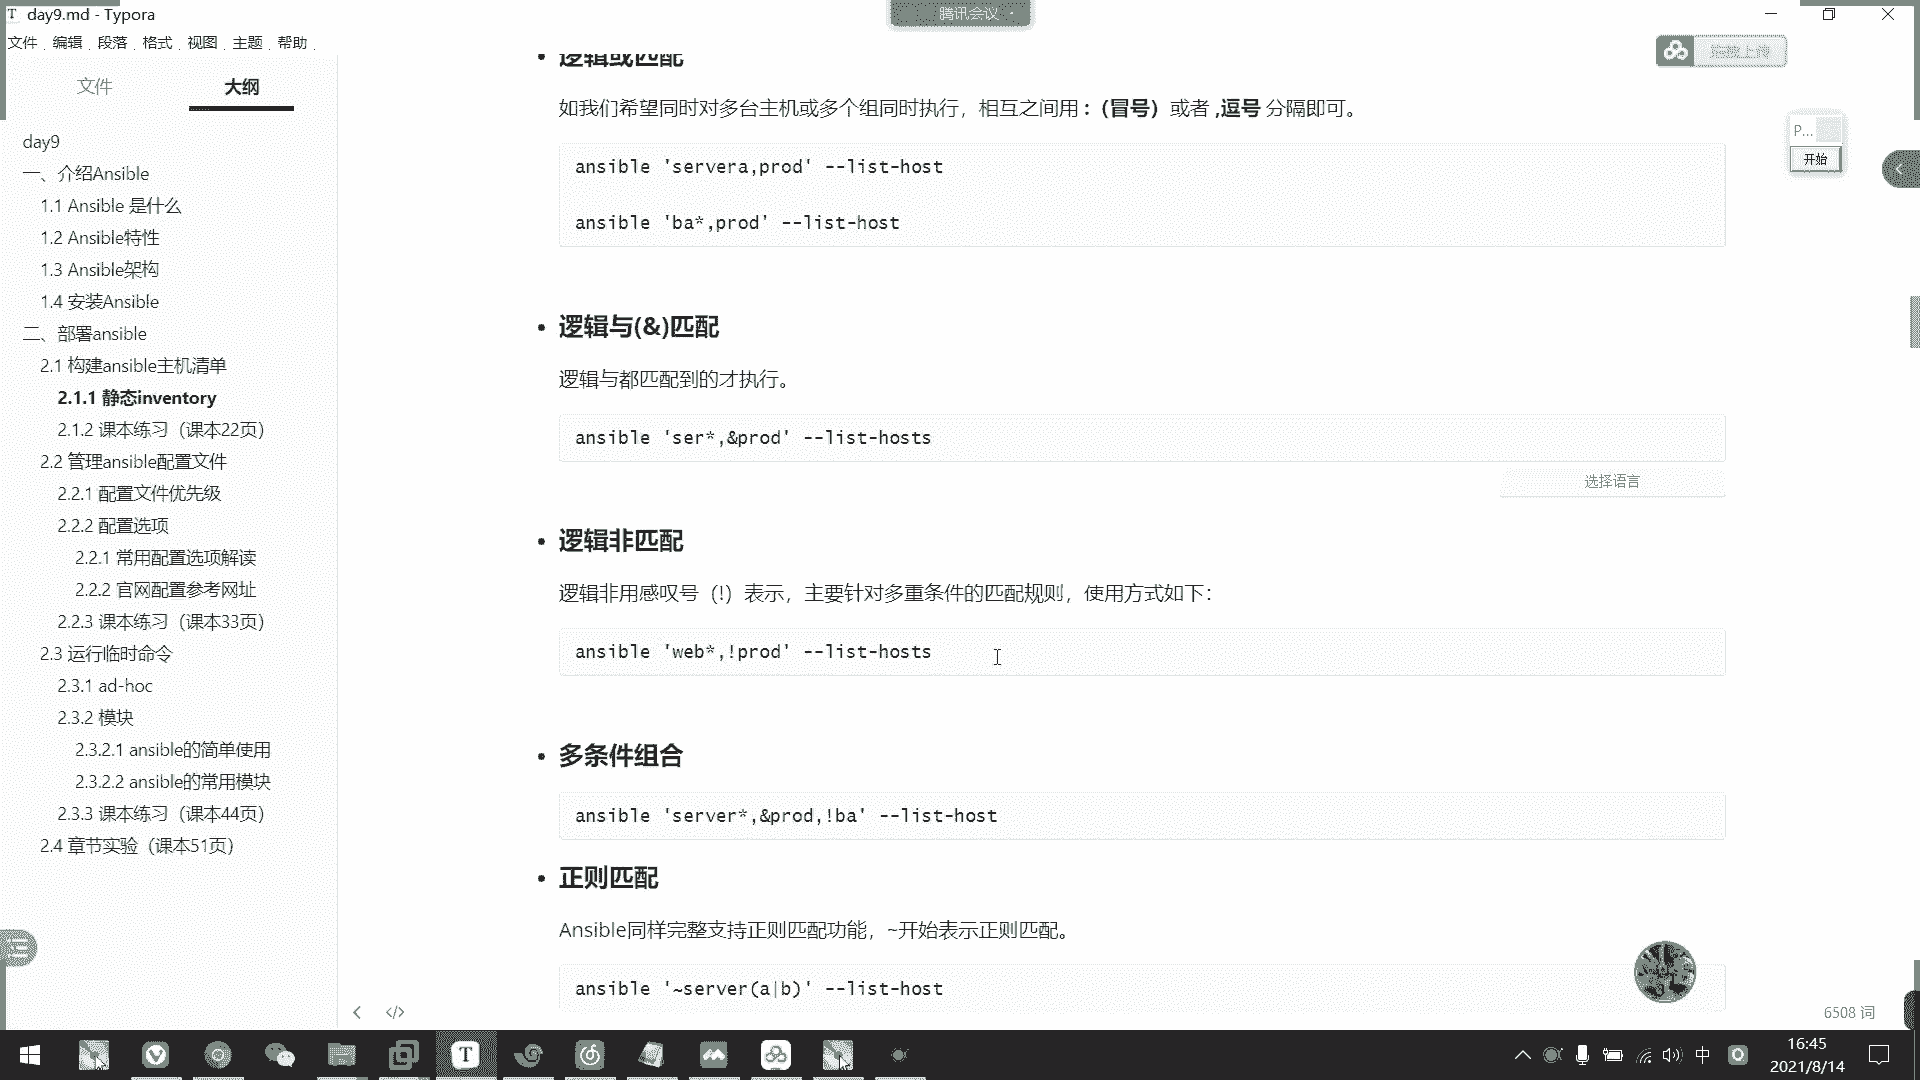 day9.md - Typora
腾讯会议
文件 编辑 段落 格式 视图 主题 帮助
文件 大纲
day9
一、介绍Ansible
1.1 Ansible 是什么
1.2 Ansible特性
1.3 Ansible架构
1.4 安装Ansible
二、部署ansible
2.1 构建ansible主机清单
2.1.1 静态inventory
2.1.2 课本练习（课本22页）
2.2 管理ansible配置文件
2.2.1 配置文件优先级
2.2.2 配置选项
2.2.1 常用配置选项解读
2.2.2 官网配置参考网址
2.2.3 课本练习（课本33页）
2.3 运行临时命令
2.3.1 ad-hoc
2.3.2 模块
2.3.2.1 ansible的简单使用
2.3.2.2 ansible的常用模块
2.3.3 课本练习（课本44页）
2.4 章节实验（课本51页）
逻辑或匹配
如我们希望同时对多台主机或多个组同时执行，相互之间用：（冒号）或者 ,逗号 分隔即可。
ansible 'servera,prod' --list-host
ansible 'ba*,prod' --list-host
逻辑与(&)匹配
逻辑与都匹配到的才执行。
ansible 'ser*,&prod' --list-hosts
选择语言
逻辑非匹配
逻辑非用感叹号（!）表示，主要针对多重条件的匹配规则，使用方式如下：
ansible 'web*,!prod' --list-hosts
多条件组合
ansible 'server*,&prod,!ba' --list-host
正则匹配
Ansible同样完整支持正则匹配功能，~开始表示正则匹配。
ansible '~server(a|b)' --list-host
拖拽上传
P...
开始
6508 词
中
16:45
2021/8/14